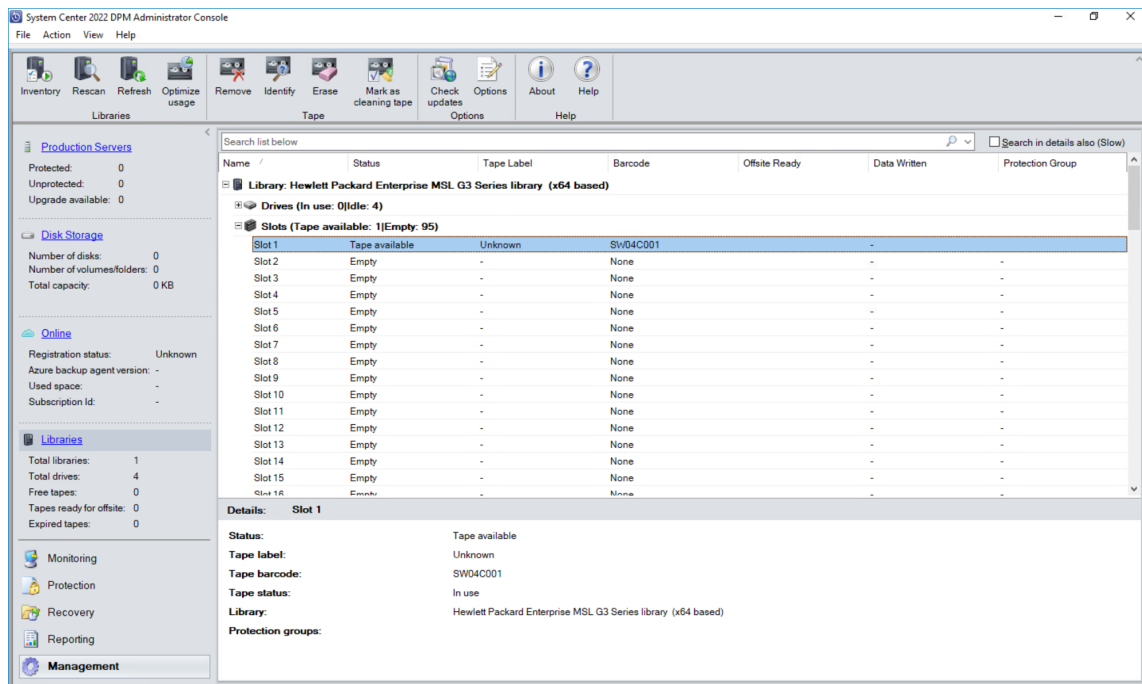 System Center 2022 DPM Administrator Console
File Action View Help
Inventory Rescan Refresh Optimize usage Remove Identify Erase Mark as cleaning tape Check updates Options About Help
Libraries Tape Options Help
Production Servers
Protected: 0
Unprotected: 0
Upgrade available: 0
Disk Storage
Number of disks: 0
Number of volumes/folders: 0
Total capacity: 0 KB
Online
Registration status: Unknown
Azure backup agent version: -
Used space: -
Subscription Id: -
Libraries
Total libraries: 1
Total drives: 4
Free tapes: 0
Tapes ready for offsite: 0
Expired tapes: 0
Monitoring
Protection
Recovery
Reporting
Management
Search list below Search in details also (Slow)
Name Status Tape Label Barcode Offsite Ready Data Written Protection Group
Library: Hewlett Packard Enterprise MSL G3 Series library (x64 based)
Drives (In use: 0|Idle: 4)
Slots (Tape available: 1|Empty: 95)
Slot 1 Tape available Unknown SW04C001 -
Slot 2 Empty - None - -
Slot 3 Empty - None - -
Slot 4 Empty - None - -
Slot 5 Empty - None - -
Slot 6 Empty - None - -
Slot 7 Empty - None - -
Slot 8 Empty - None - -
Slot 9 Empty - None - -
Slot 10 Empty - None - -
Slot 11 Empty - None - -
Slot 12 Empty - None - -
Slot 13 Empty - None - -
Slot 14 Empty - None - -
Slot 15 Empty - None - -
Slot 16 Empty - None - -
Details: Slot 1
Status: Tape available
Tape label: Unknown
Tape barcode: SW04C001
Tape status: In use
Library: Hewlett Packard Enterprise MSL G3 Series library (x64 based)
Protection groups: